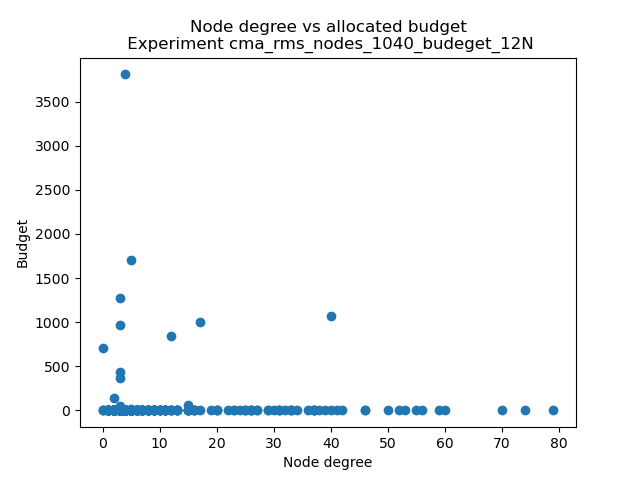 Node degree vs allocated budget
Experiment cma_rms_nodes_1040_budeget_12N
3500
3000
2500
2000
1500
1000
500
0
Budget
0 10 20 30 40 50 60 70 80
Node degree